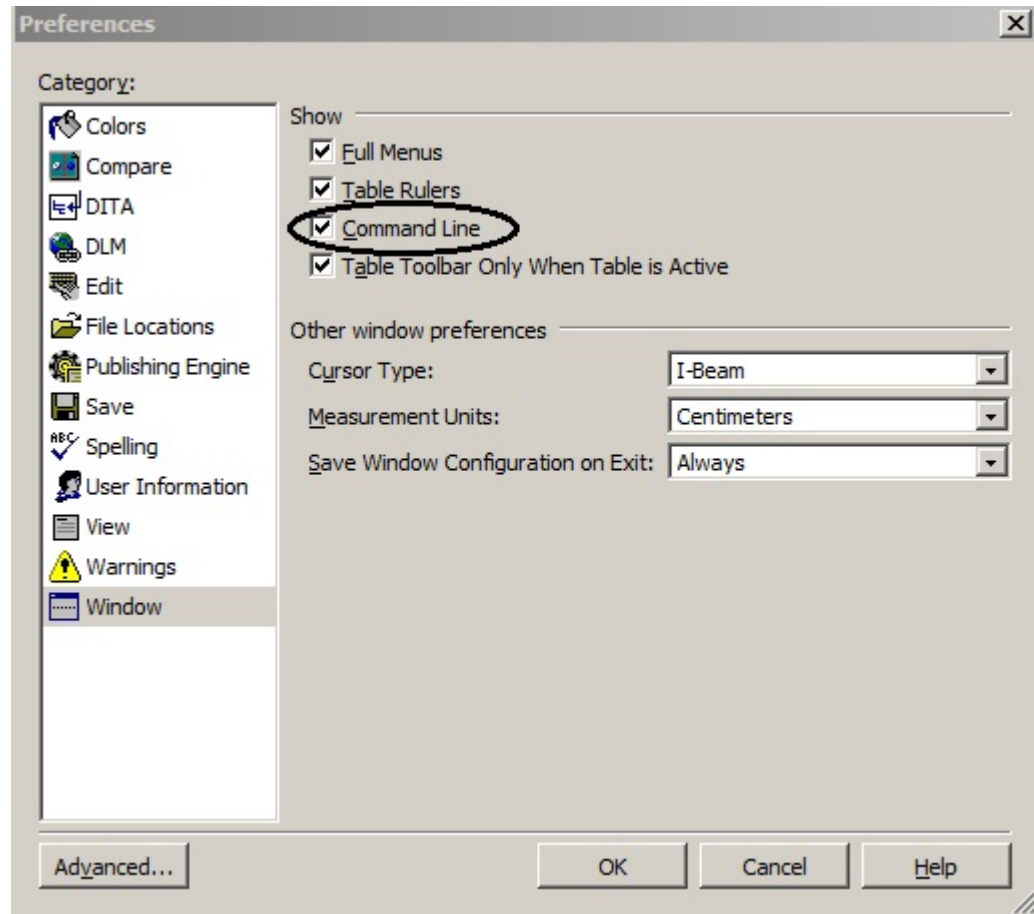 Preferences
Category:
Colors
Compare
DITA
DLM
Edit
File Locations
Publishing Engine
Save
ABC
Spelling
User Information
View
Warnings
Window
Show
Full Menus
Table Rulers
Command Line
Table Toolbar Only When Table is Active
Other window preferences
Cursor Type: I-Beam
Measurement Units: Centimeters
Save Window Configuration on Exit: Always
Advanced... OK Cancel Help